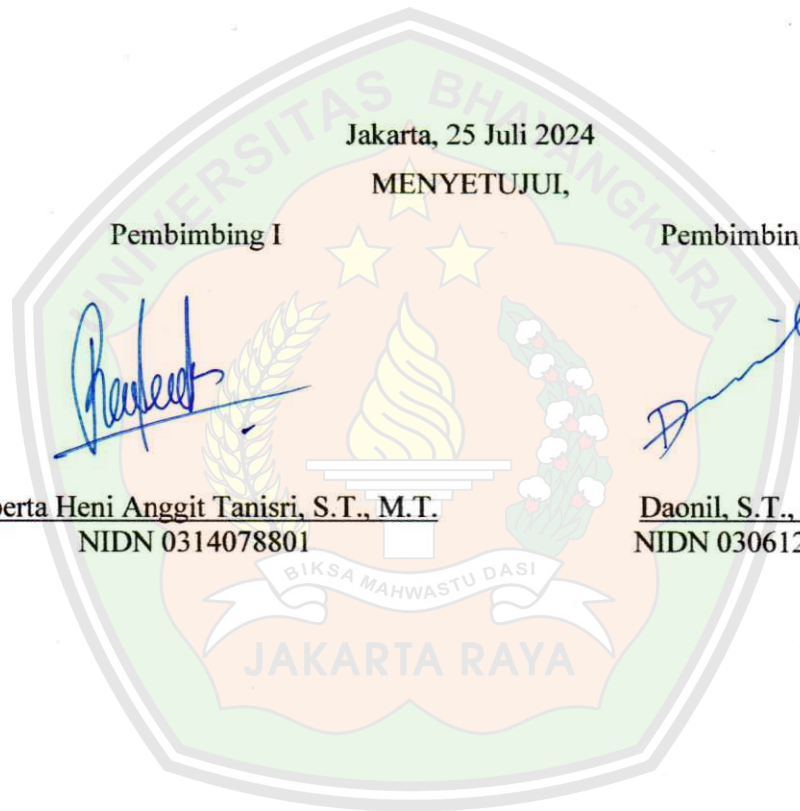 UNIVERSITAS BHAYANGKARA
Jakarta, 25 Juli 2024
MENYETUJUI,
Pembimbing I
Pembimbing
erta Heni Anggit Tanisri, S.T., M.T.
NIDN 0314078801
Daonil, S.T.,
NIDN 030612
BIKSA MAHWASTU DASI
JAKARTA RAYA